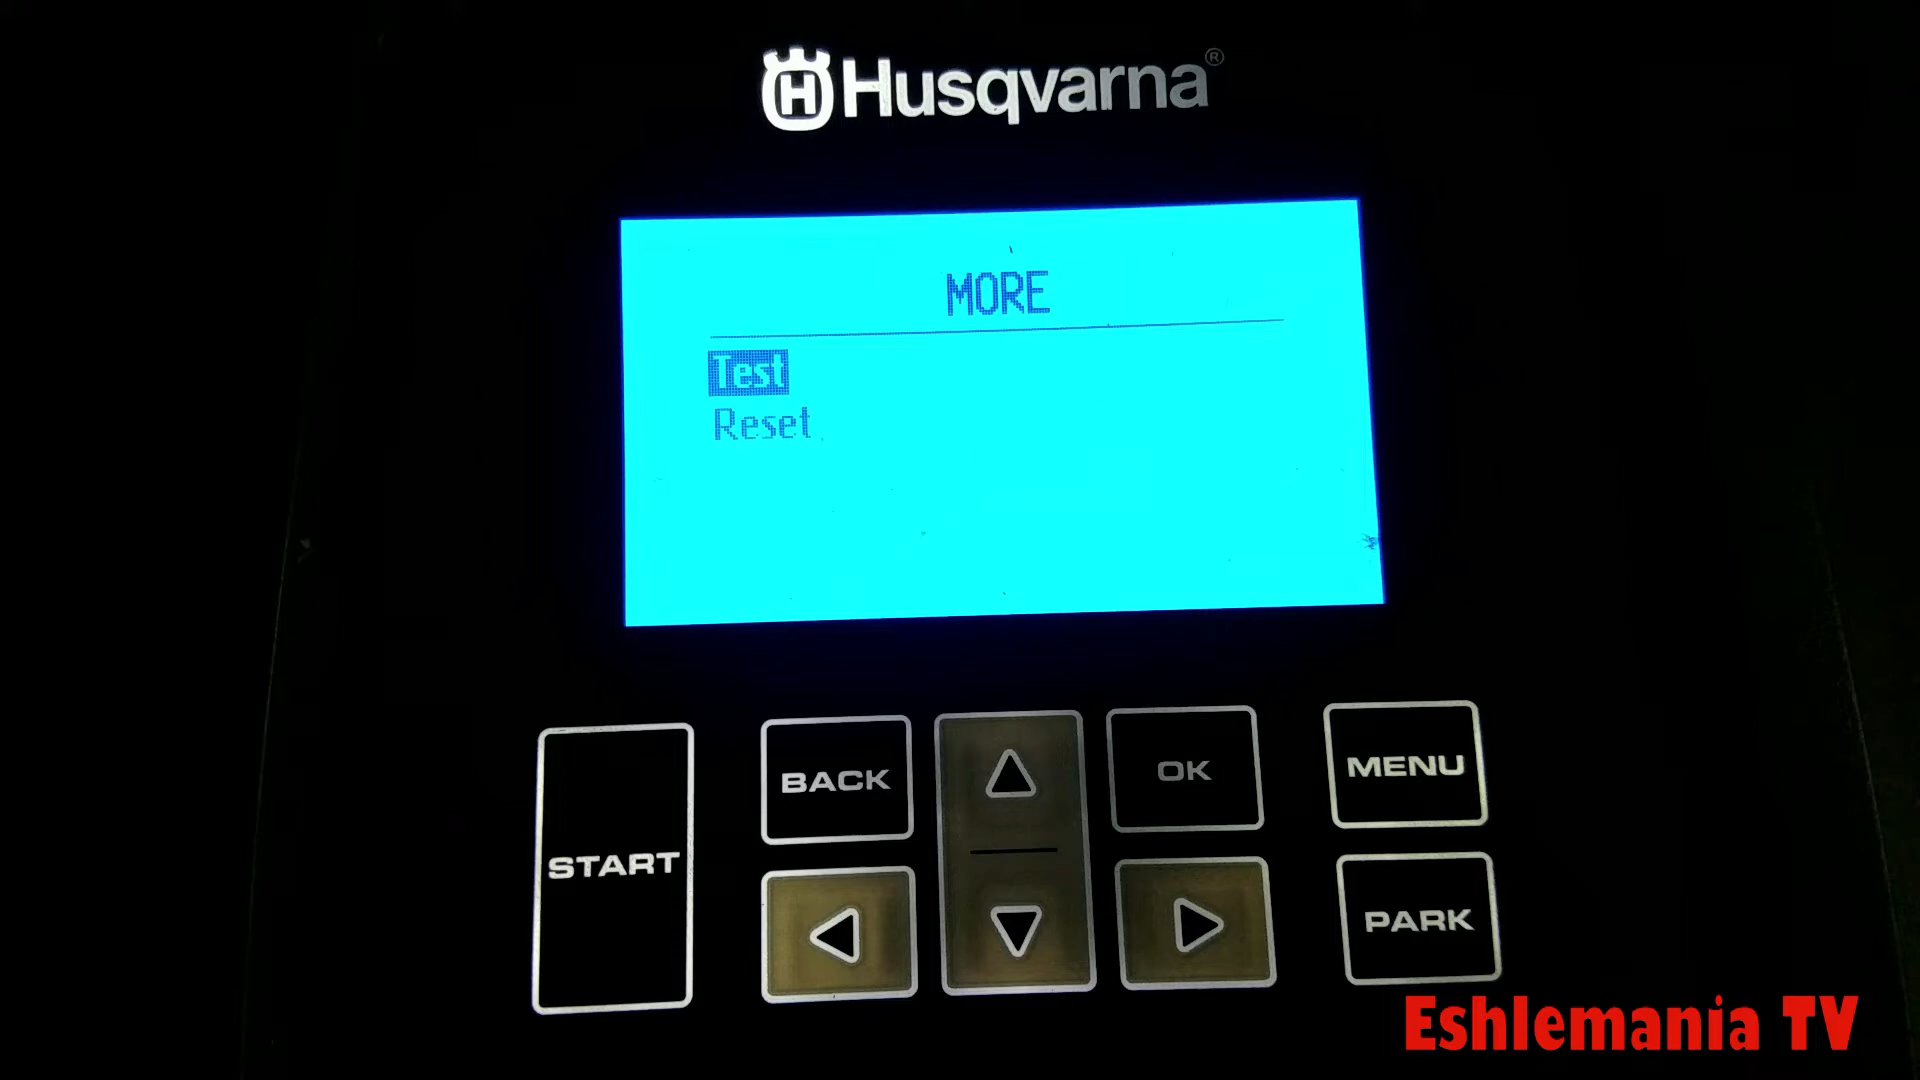 Husqvarna®
MORE
Test
Reset
START
BACK
OK
MENU
PARK
Eshlemania TV